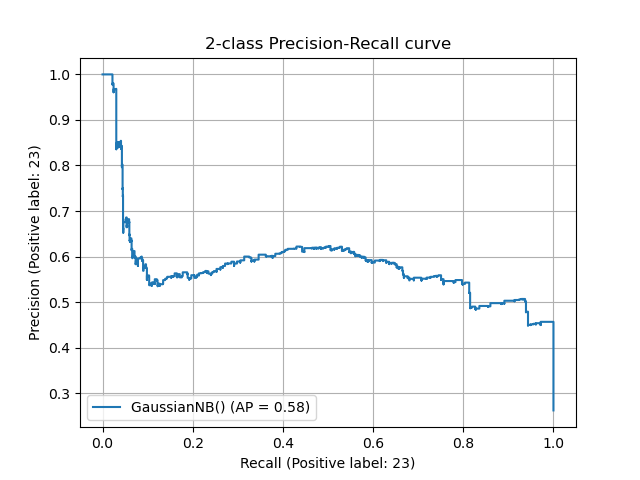 2-class Precision-Recall curve
1.0
0.9
0.8
0.7
0.6
0.5
0.4
0.3
Precision (Positive label: 23)
GaussianNB() (AP = 0.58)
0.0 0.2 0.4 0.6 0.8 1.0
Recall (Positive label: 23)